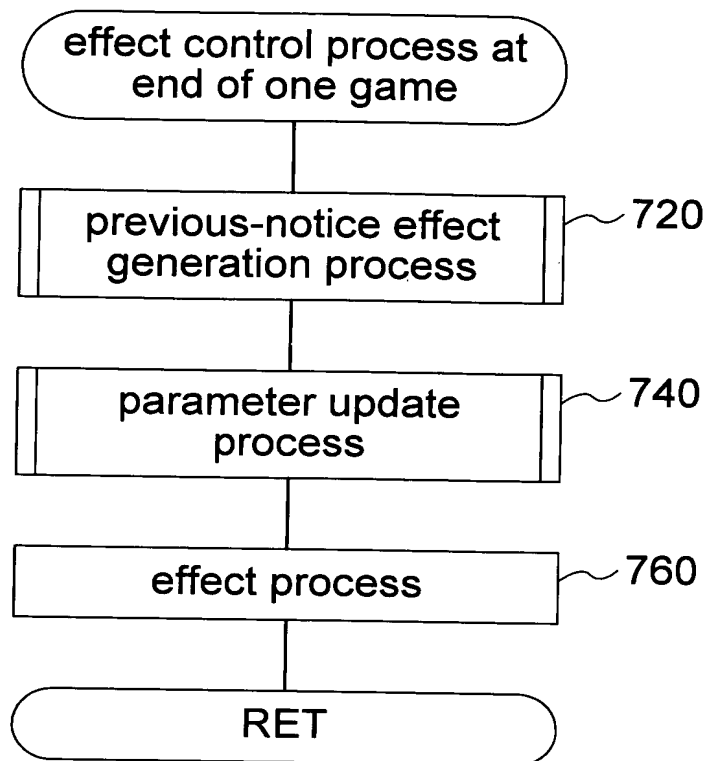 effect control process at
end of one game
previous-notice effect
generation process
720
parameter update
process
740
effect process
760
RET